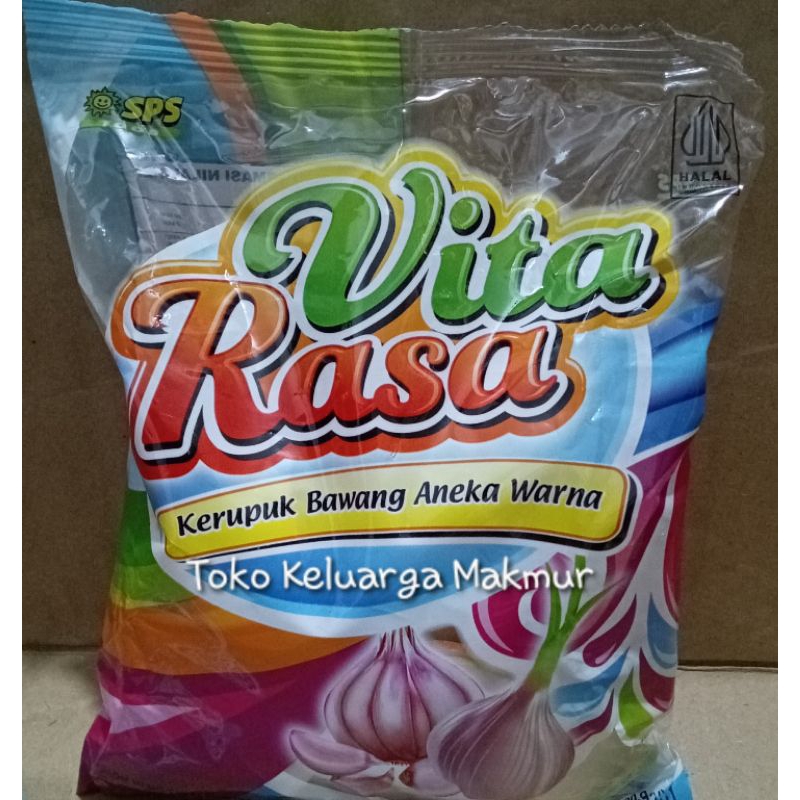 SPS
HALAL
Vita
Rasa
Kerupuk Bawang Aneka Warna
Toko Keluarga Makmur